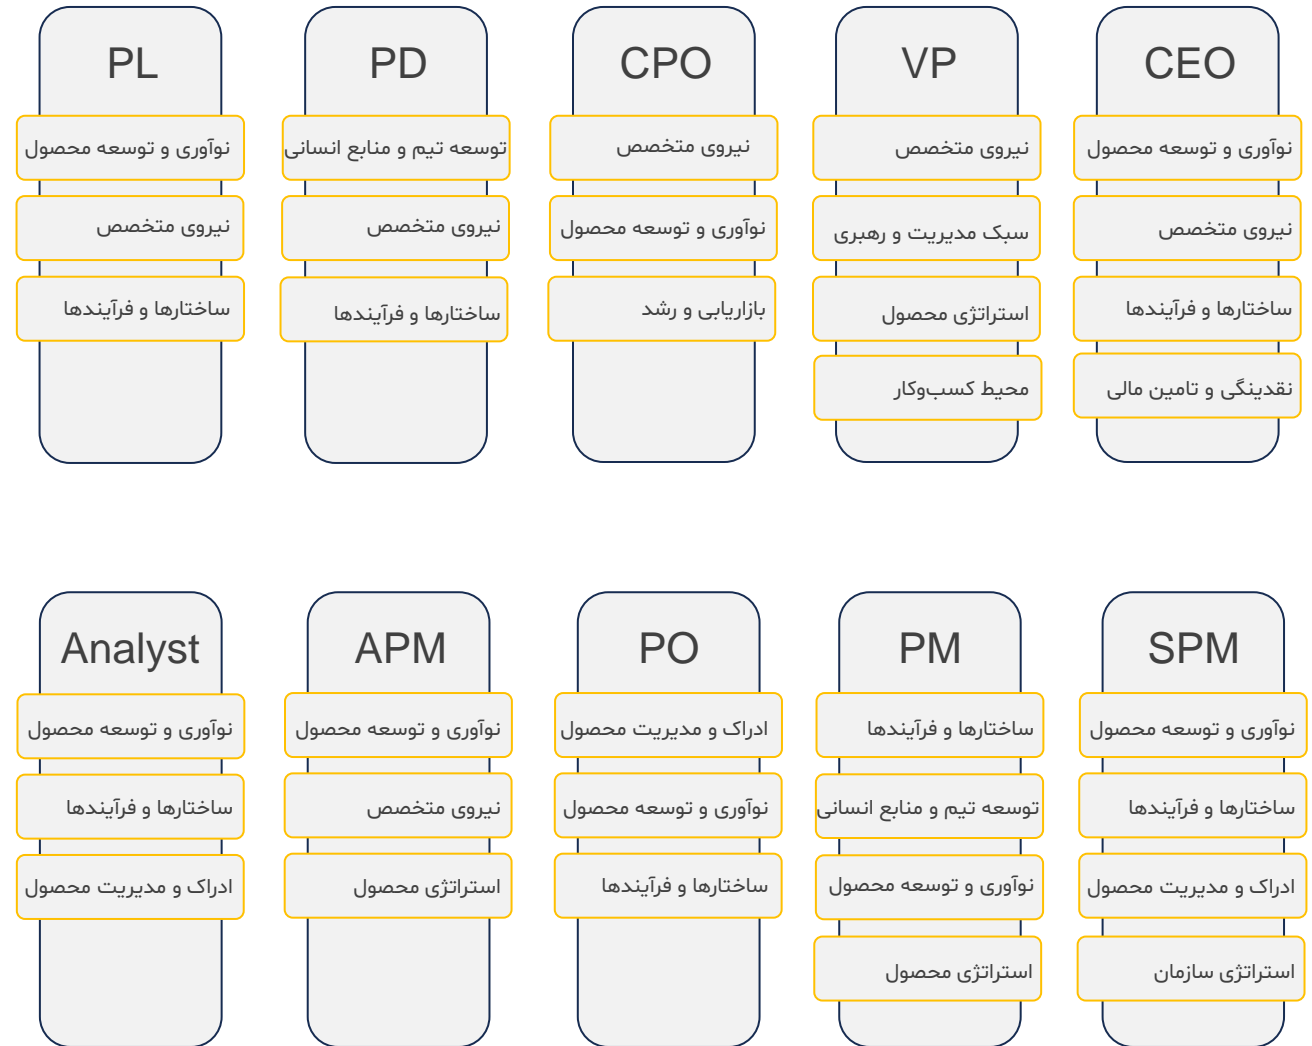 PL
نوآوری و توسعه محصول
نیروی متخصص
ساختارها و فرآیندها
PD
توسعه تیم و منابع انسانی
نیروی متخصص
ساختارها و فرآیندها
CPO
نیروی متخصص
نوآوری و توسعه محصول
بازاریابی و رشد
VP
نیروی متخصص
سبک مدیریت و رهبری
استراتژی محصول
محیط کسب‌وکار
CEO
نوآوری و توسعه محصول
نیروی متخصص
ساختارها و فرآیندها
نقدینگی و تامین مالی
Analyst
نوآوری و توسعه محصول
ساختارها و فرآیندها
ادراک و مدیریت محصول
APM
نوآوری و توسعه محصول
نیروی متخصص
استراتژی محصول
PO
ادراک و مدیریت محصول
نوآوری و توسعه محصول
ساختارها و فرآیندها
PM
ساختارها و فرآیندها
توسعه تیم و منابع انسانی
نوآوری و توسعه محصول
استراتژی محصول
SPM
نوآوری و توسعه محصول
ساختارها و فرآیندها
ادراک و مدیریت محصول
استراتژی سازمان